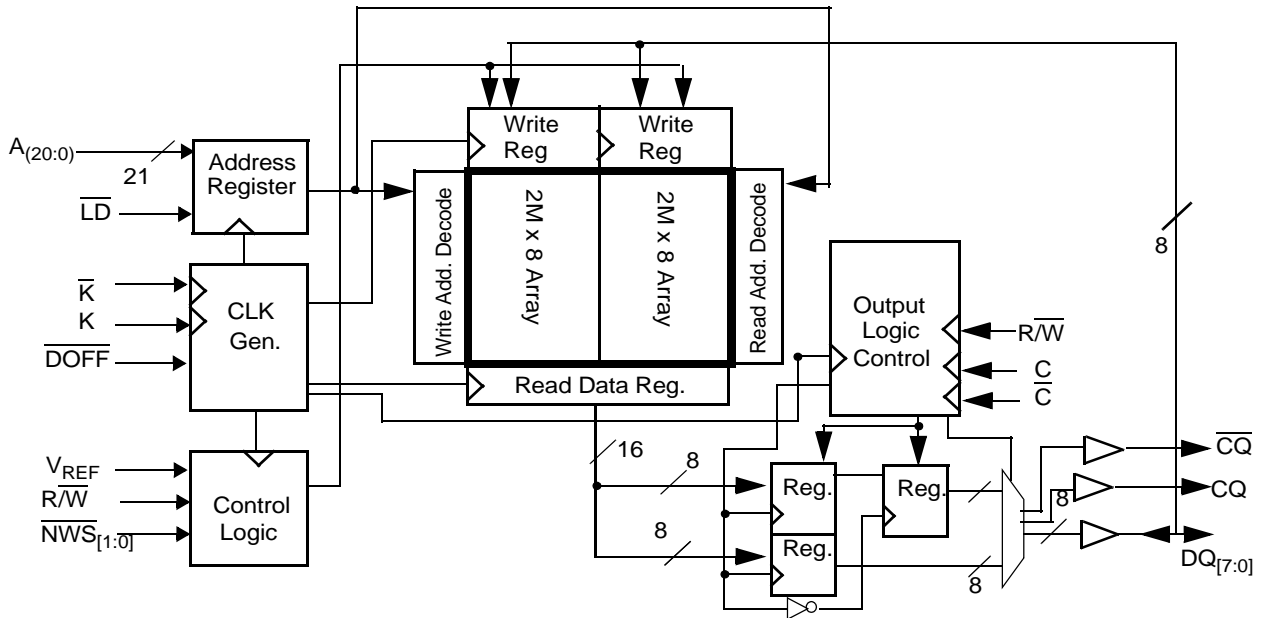 A(20:0)
21
LD
Address
Register
K
K
DOFF
CLK
Gen.
VREF
R/W
NWS[1:0]
Control
Logic
Write
Reg
Write
Reg
Write Add. Decode
2M x 8 Array
2M x 8 Array
Read Add. Decode
Read Data Reg.
16
8
8
Output
Logic
Control
R/W
C
C
Reg.
Reg.
Reg.
8
8
8
CQ
CQ
DQ[7:0]